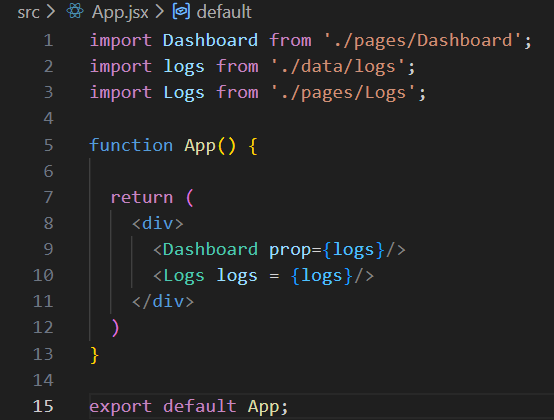 src > App.jsx > default
1 import Dashboard from './pages/Dashboard';
2 import logs from './data/logs';
3 import Logs from './pages/Logs';
4
5 function App() {
6
7   return (
8     <div>
9       <Dashboard prop={logs}/>
10       <Logs logs = {logs}/>
11     </div>
12   )
13 }
14
15 export default App;